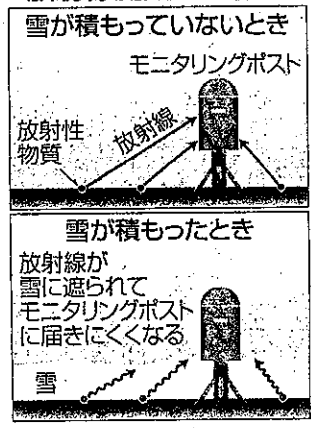 雪が積もっていないとき
モニタリングポスト
放射性
物質
放射線
雪が積もったとき
放射線が
雪に遮られて
モニタリングポスト
に届きにくくなる
雪